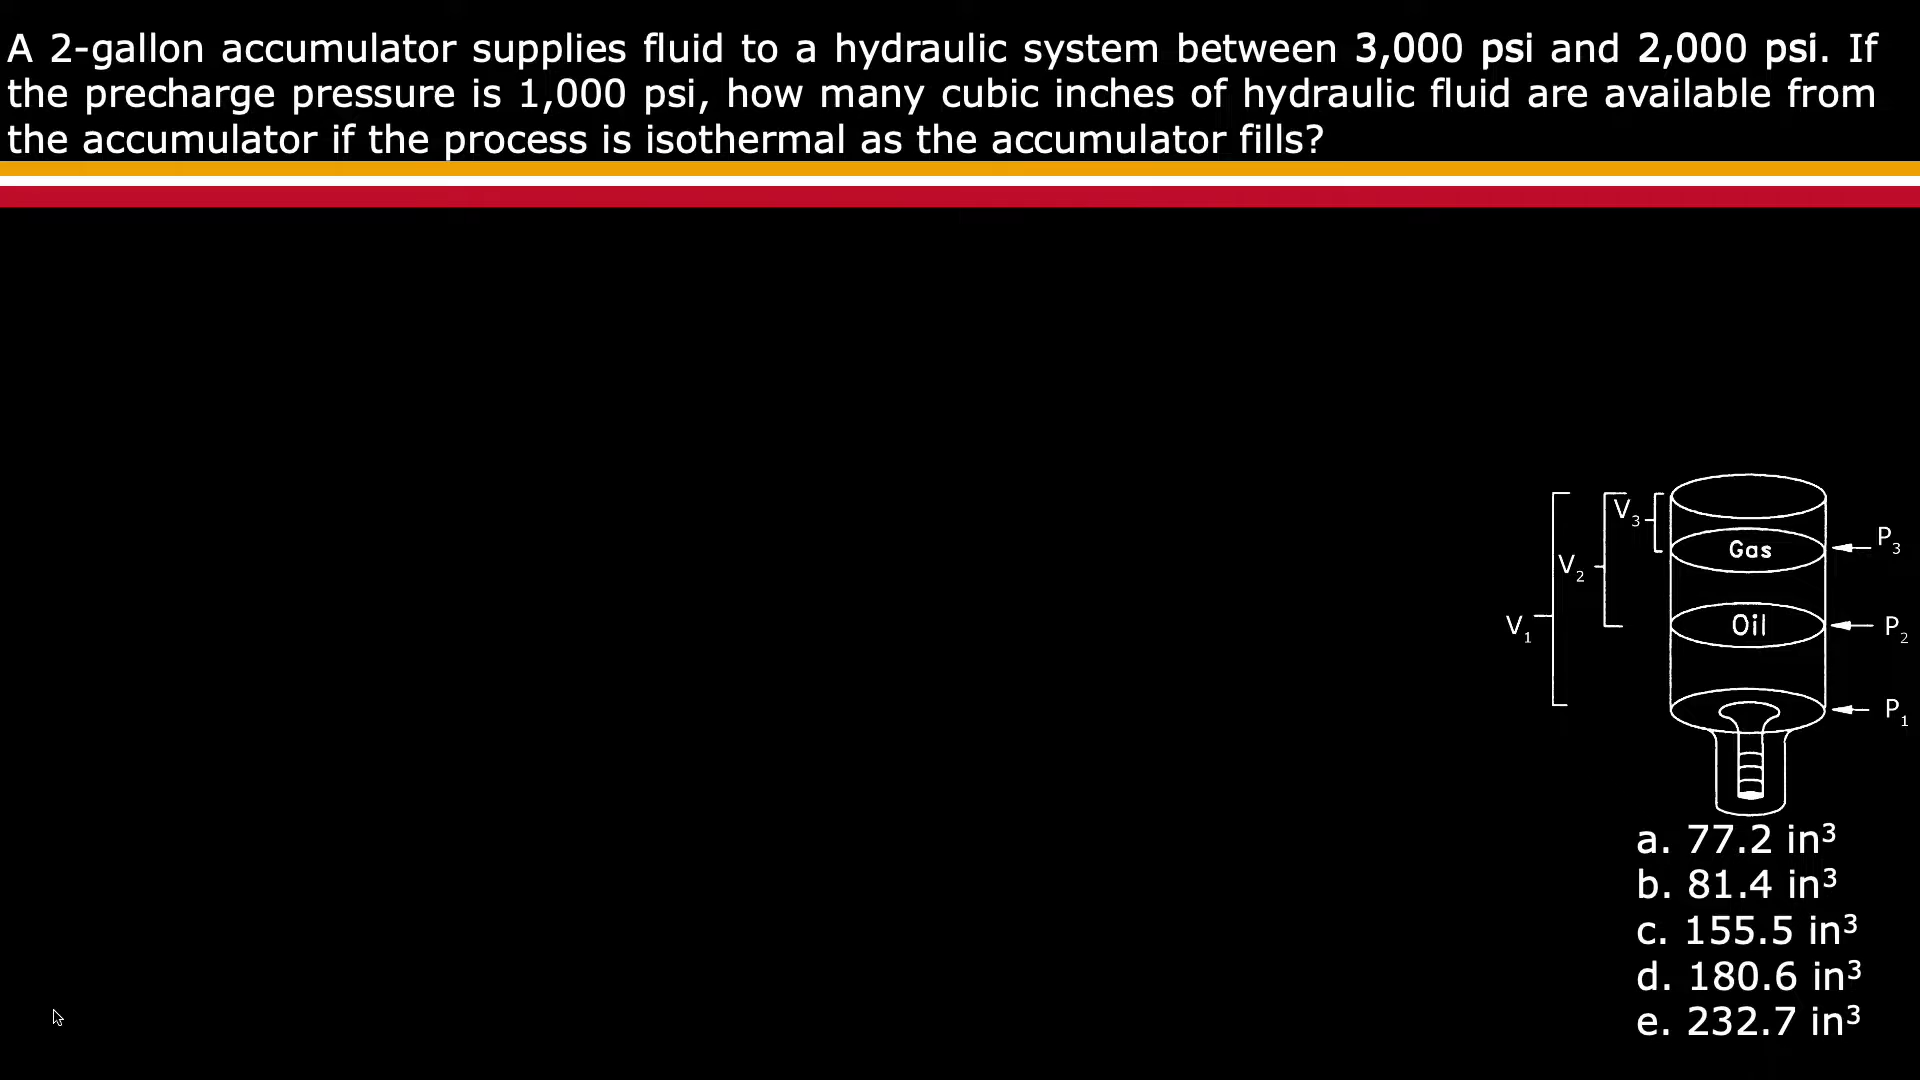 A 2-gallon accumulator supplies fluid to a hydraulic system between 3,000 psi and 2,000 psi. If
the precharge pressure is 1,000 psi, how many cubic inches of hydraulic fluid are available from
the accumulator if the process is isothermal as the accumulator fills?
V₃
P₃
Gas
V₂
V₁
Oil
P₂
P₁
a. 77.2 in³
b. 81.4 in³
c. 155.5 in³
d. 180.6 in³
e. 232.7 in³